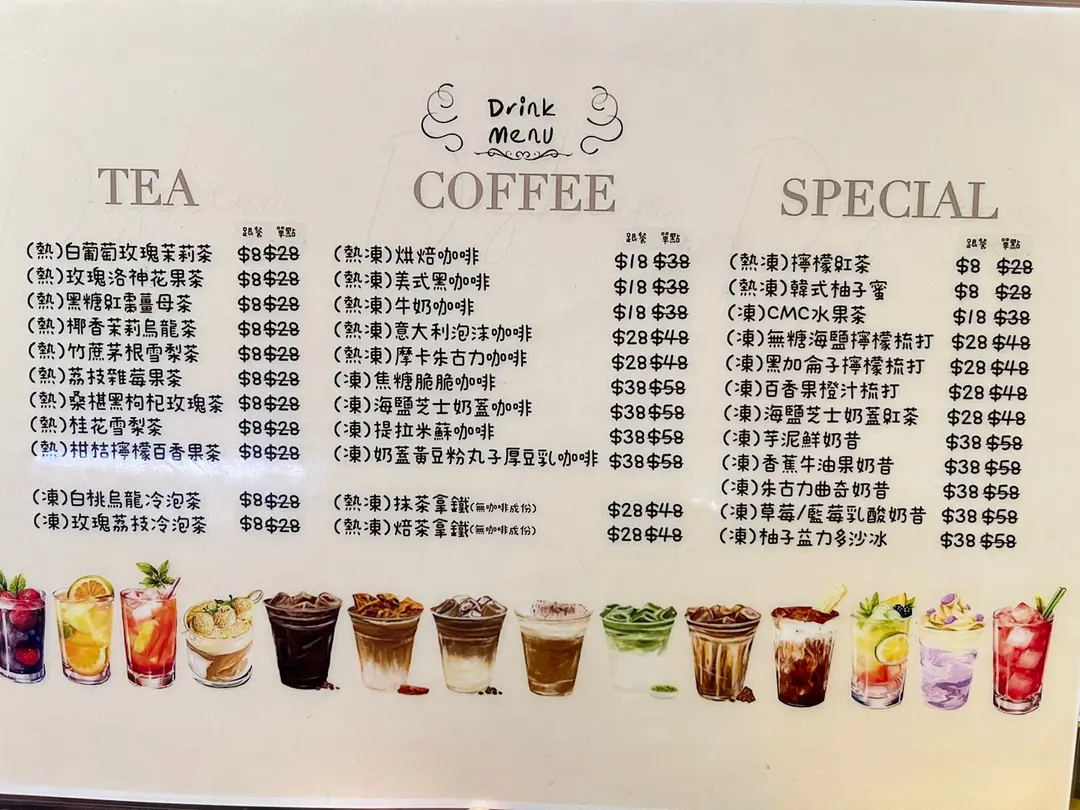 Drink
Menu
TEA
跟餐 單點
(熱)白葡萄玫瑰茉莉茶 $8 $28
(熱)玫瑰洛神花果茶 $8 $28
(熱)黑糖紅棗薑母茶 $8 $28
(熱)椰香茉莉烏龍茶 $8 $28
(熱)竹蔗茅根雪梨茶 $8 $28
(熱)荔枝雜莓果茶 $8 $28
(熱)桑椹黑枸杞玫瑰茶 $8 $28
(熱)桂花雪梨茶 $8 $28
(熱)柑桔檸檬百香果茶 $8 $28
(凍)白桃烏龍冷泡茶 $8 $28
(凍)玫瑰荔枝冷泡茶 $8 $28
COFFEE
跟餐 單點
(熱凍)烘焙咖啡 $18 $38
(熱凍)美式黑咖啡 $18 $38
(熱凍)牛奶咖啡 $18 $38
(熱凍)意大利泡沫咖啡 $28 $48
(熱凍)摩卡朱古力咖啡 $28 $48
(凍)焦糖脆脆咖啡 $38 $58
(凍)海鹽芝士奶蓋咖啡 $38 $58
(凍)提拉米蘇咖啡 $38 $58
(凍)奶蓋黃豆粉丸子厚豆乳咖啡 $38 $58
(熱凍)抹茶拿鐵(無咖啡成份) $28 $48
(熱凍)焙茶拿鐵(無咖啡成份) $28 $48
SPECIAL
跟餐 單點
(熱凍)檸檬紅茶 $8 $28
(熱凍)韓式柚子蜜 $8 $28
(凍)CMC水果茶 $18 $38
(凍)無糖海鹽檸檬梳打 $28 $48
(凍)黑加侖子檸檬梳打 $28 $48
(凍)百香果橙汁梳打 $28 $48
(凍)海鹽芝士奶蓋紅茶 $28 $48
(凍)芋泥鮮奶昔 $38 $58
(凍)香蕉牛油果奶昔 $38 $58
(凍)朱古力曲奇奶昔 $38 $58
(凍)草莓/藍莓乳酸奶昔 $38 $58
(凍)柚子益力多沙冰 $38 $58